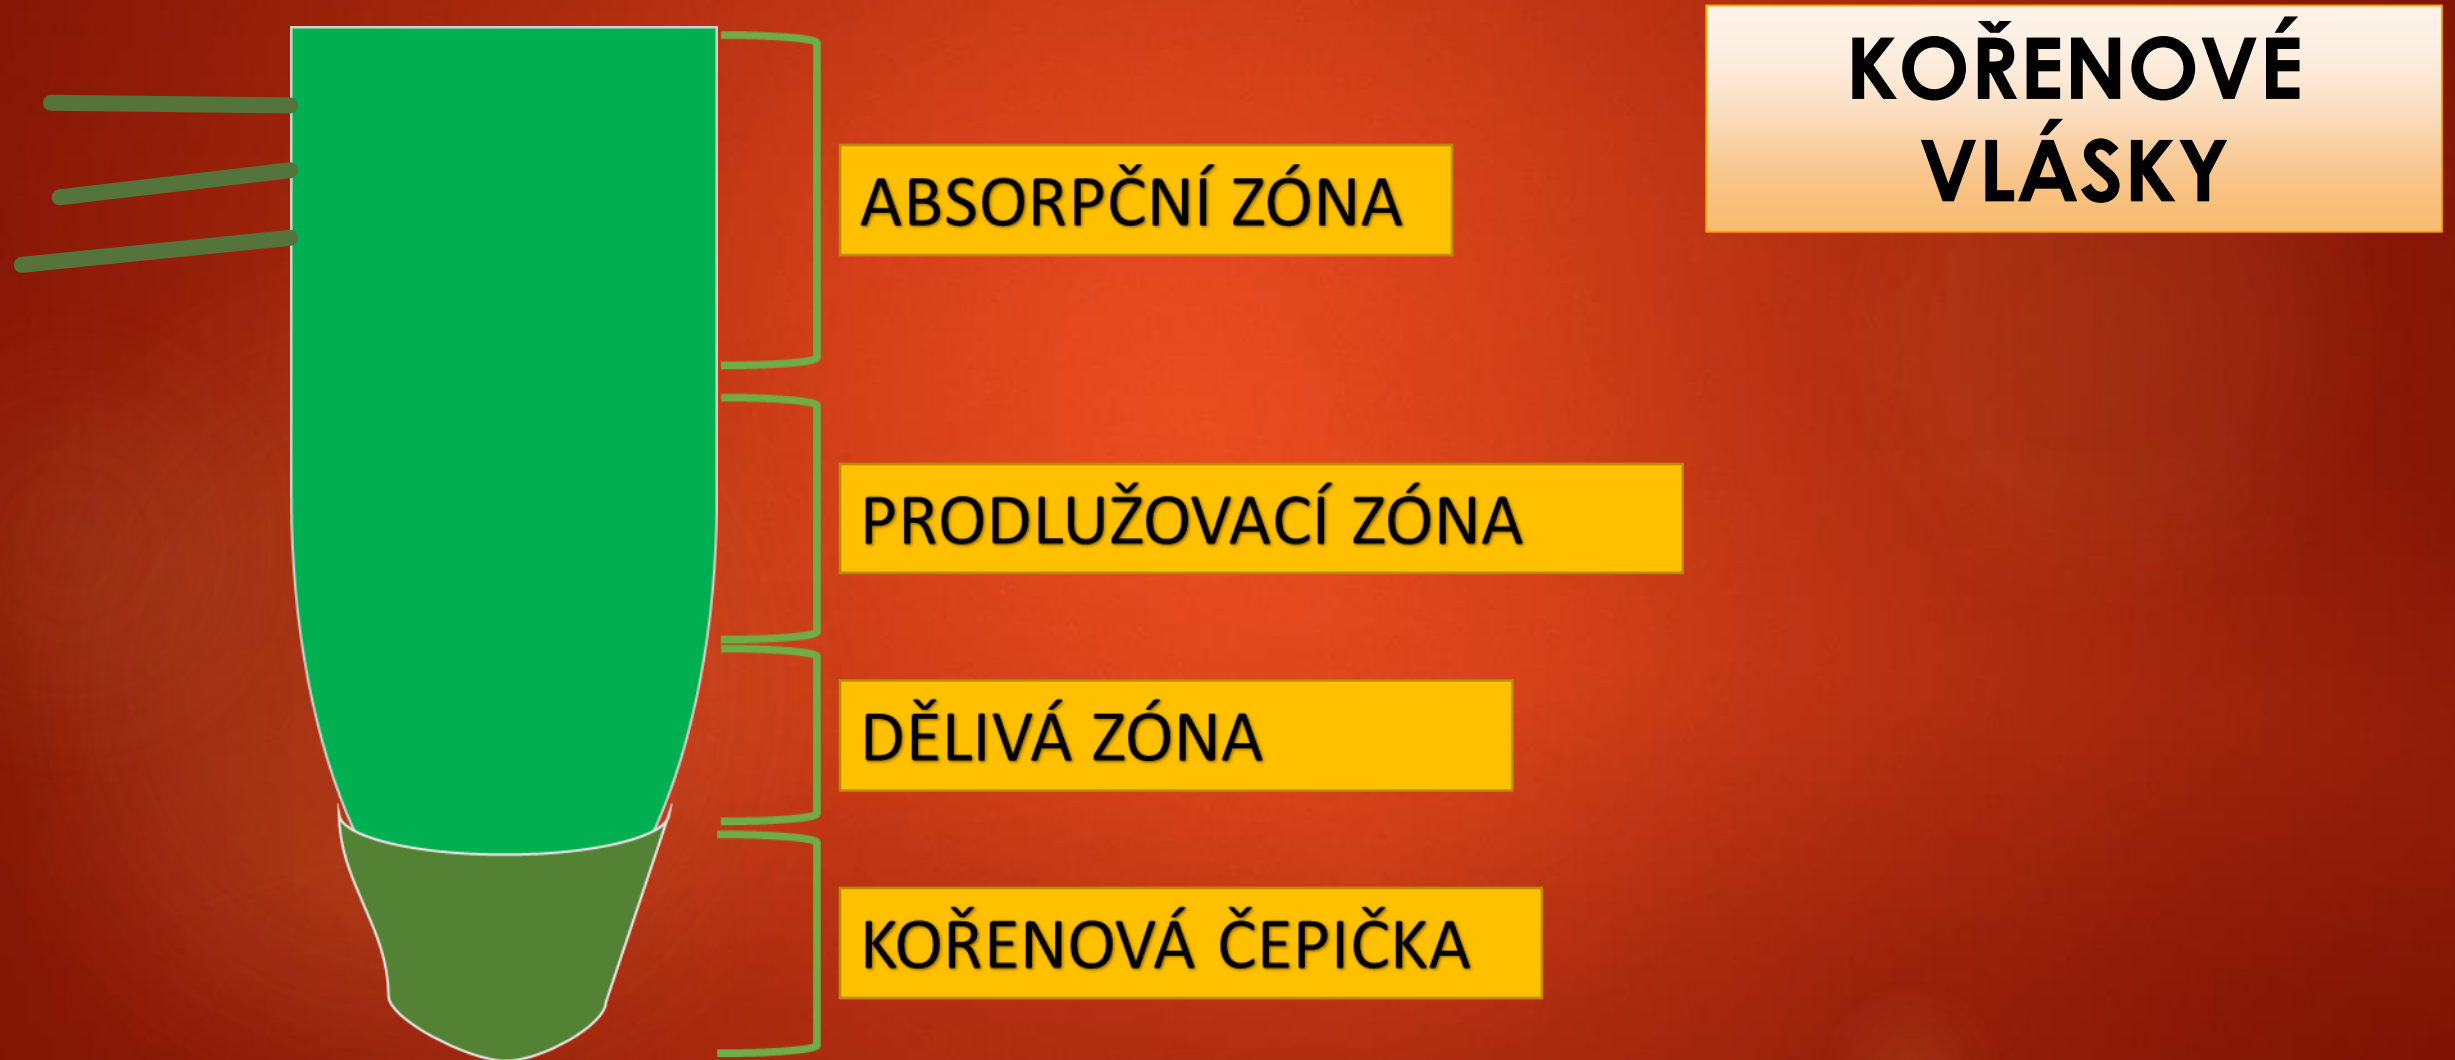 KOŘENOVÉ
VLÁSKY
ABSORPČNÍ ZÓNA
PRODLUŽOVACÍ ZÓNA
DĚLIVÁ ZÓNA
KOŘENOVÁ ČEPIČKA